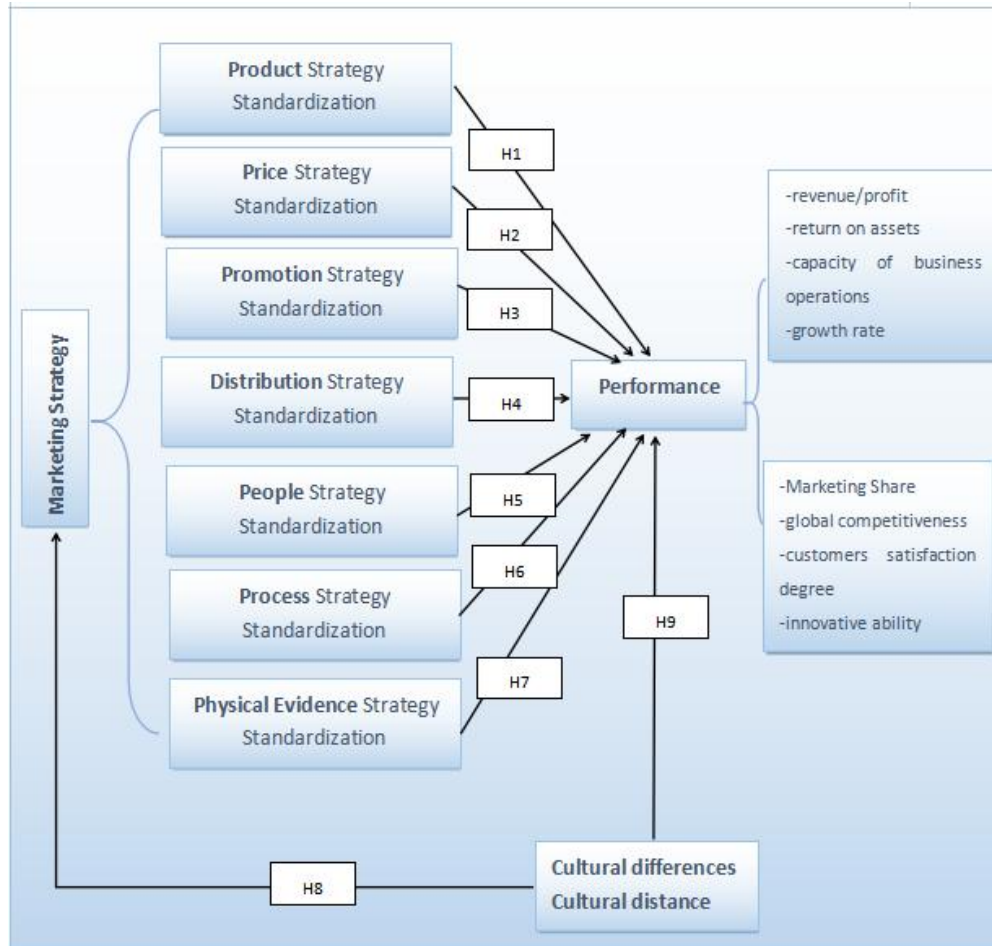 Product Strategy
Standardization
H1
Price Strategy
Standardization
H2
Promotion Strategy
Standardization
H3
Distribution Strategy
Standardization
H4
People Strategy
Standardization
H5
Process Strategy
Standardization
H6
Physical Evidence Strategy
Standardization
H7
Marketing Strategy
Performance
-revenue/profit
-return on assets
-capacity of business
operations
-growth rate
-Marketing Share
-global competitiveness
-customers satisfaction
degree
-innovative ability
H9
H8
Cultural differences
Cultural distance